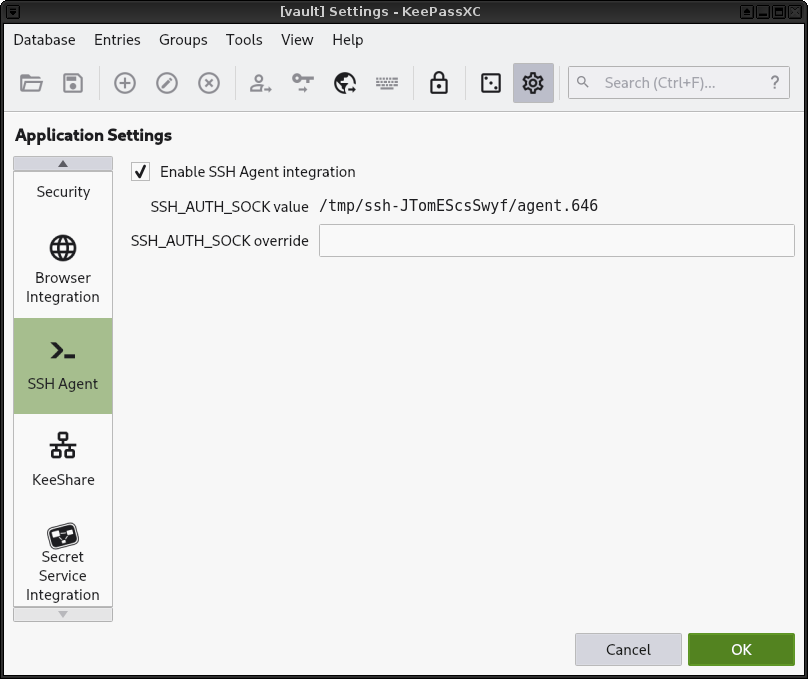 [vault] Settings - KeePassXC
Database Entries Groups Tools View Help
Search (Ctrl+F)... ?
Application Settings
Security
Browser
Integration
SSH Agent
KeeShare
Secret
Service
Integration
Enable SSH Agent integration
SSH_AUTH_SOCK value /tmp/ssh-JTomEScsSwyf/agent.646
SSH_AUTH_SOCK override
Cancel OK